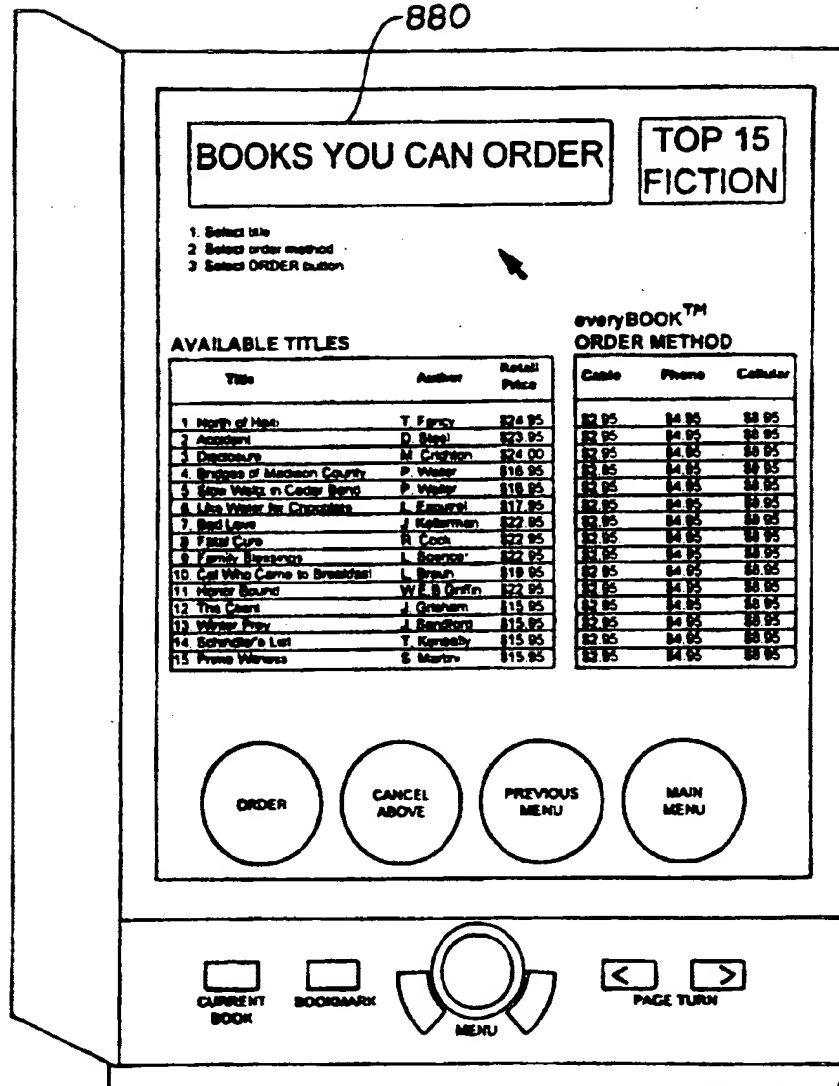 880
BOOKS YOU CAN ORDER
TOP 15
FICTION
1. Select title
2 Select order method
3 Select ORDER button
AVAILABLE TITLES
everyBOOK™
ORDER METHOD
Title Author Retail Price Cable Phone Cellular
1 North of T. $24.95 $2.95 $4.95 $8.95
2 Accident D. Steel $23.95 $2.95 $4.95 $8.95
3 Disclosure M. Crighton $24.00 $2.95 $4.95 $8.95
4. Bridges of Madison County P. Waller $16.95 $2.95 $4.95 $8.95
5 Slow Waltz in Cedar Bend P. Waller $16.95 $2.95 $4.95 $8.95
6. Like Water for Chocolate L. $17.95 $2.95 $4.95 $8.95
7. Bad Love J Kellerman $22.95 $2.95 $4.95 $8.95
8 Fatal Cure R. Cook $22.95 $2.95 $4.95 $8.95
9 Family Blessings L. Spencer $22.95 $2.95 $4.95 $8.95
10. Cat Who Came to Breakfast L. Braun $19.95 $2.95 $4.95 $8.95
11 Honor Bound W.E.B Griffin $22.95 $2.95 $4.95 $8.95
12 The Client J. Grisham $15.95 $2.95 $4.95 $8.95
13. Winter Prey J. Sandford $15.95 $2.95 $4.95 $8.95
14. Schindler's List T. $15.95 $2.95 $4.95 $8.95
15. Prime Witness S. Martini $15.95 $2.95 $4.95 $8.95
ORDER
CANCEL
ABOVE
PREVIOUS
MENU
MAIN
MENU
CURRENT
BOOK
BOOKMARK
MENU
< >
PAGE TURN